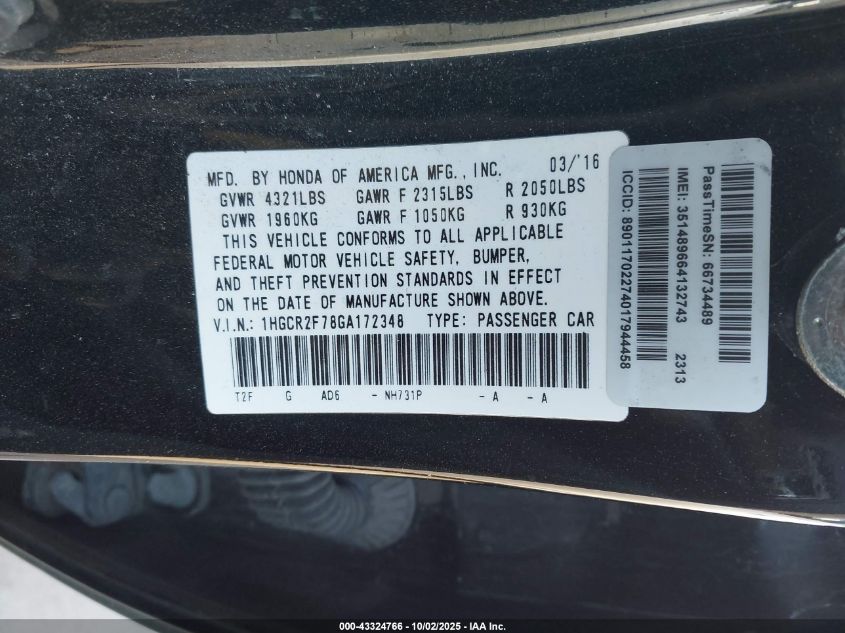 MFD. BY HONDA OF AMERICA MFG., INC. 03/'16
GVWR 4321LBS GAWR F 2315LBS R 2050LBS
GVWR 1960KG GAWR F 1050KG R 930KG
THIS VEHICLE CONFORMS TO ALL APPLICABLE
FEDERAL MOTOR VEHICLE SAFETY, BUMPER,
AND THEFT PREVENTION STANDARDS IN EFFECT
ON THE DATE OF MANUFACTURE SHOWN ABOVE.
V.I.N.: 1HGCR2F78GA172348 TYPE: PASSENGER CAR
T2F G AD6 - NH731P - A - A
PassTimeSN: 66734489
IMEI: 351489664132743 2313
ICCID: 89011702274017944458
000-43324766 - 10/02/2025 - IAA Inc.